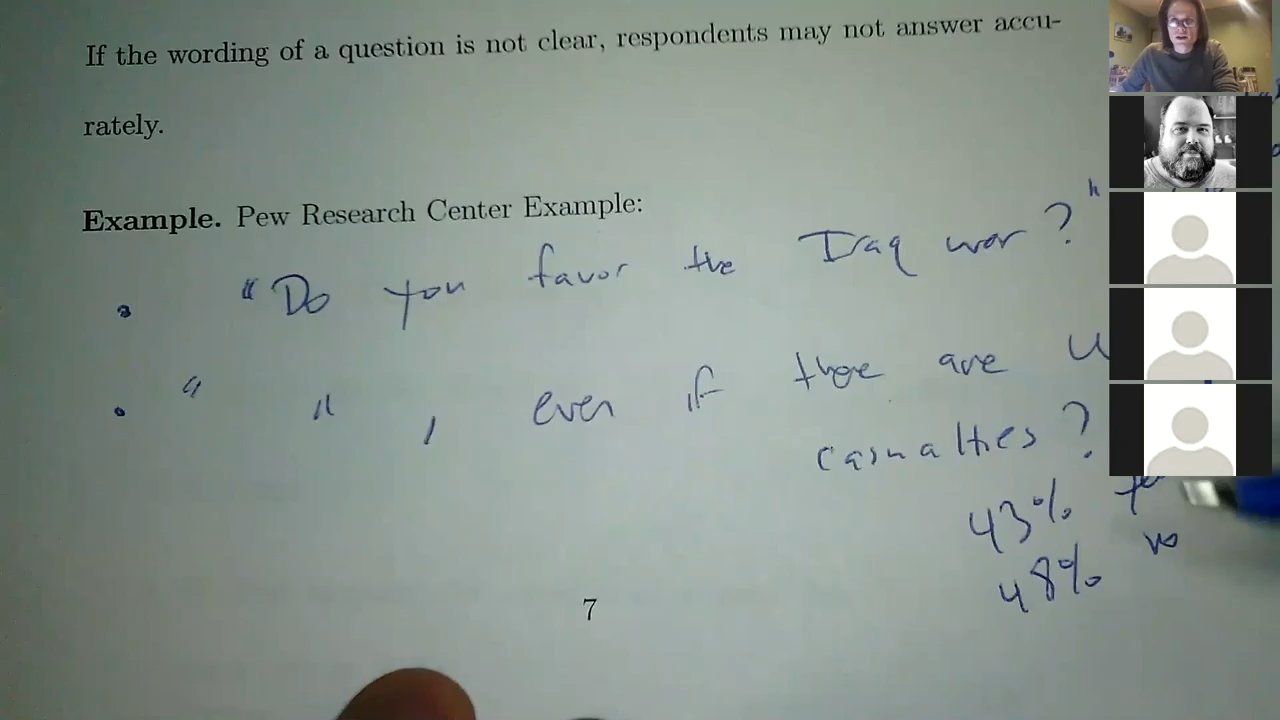 If the wording of a question is not clear, respondents may not answer accu-
rately.
Example. Pew Research Center Example:
• "Do you favor the Iraq war?"
• " ", even if there are
casualties?
43%
48% no
7